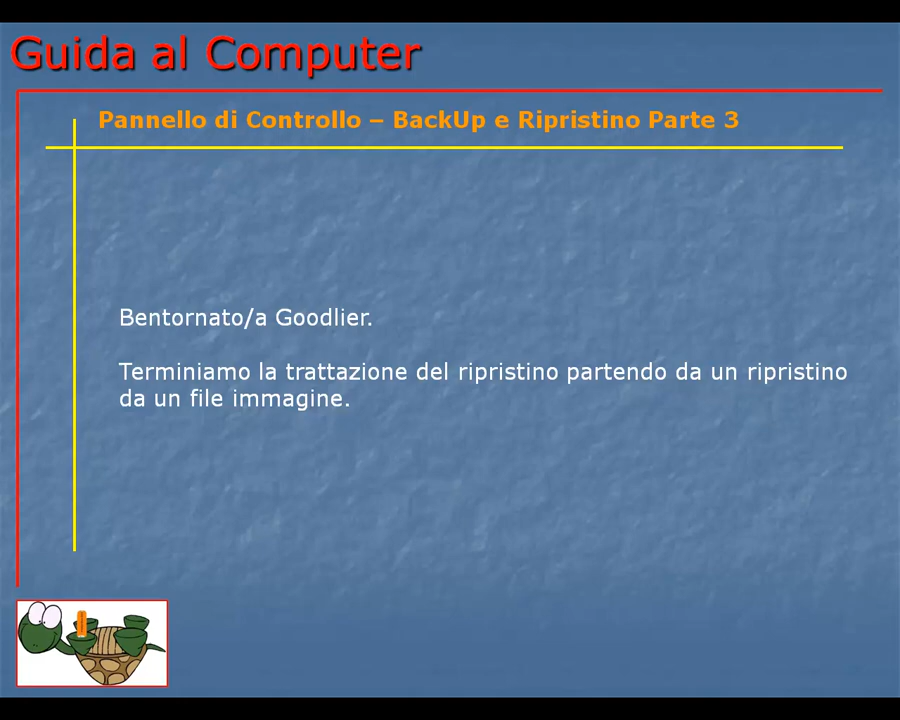 Guida al Computer
Pannello di Controllo – BackUp e Ripristino Parte 3
Bentornato/a Goodlier.
Terminiamo la trattazione del ripristino partendo da un ripristino
da un file immagine.